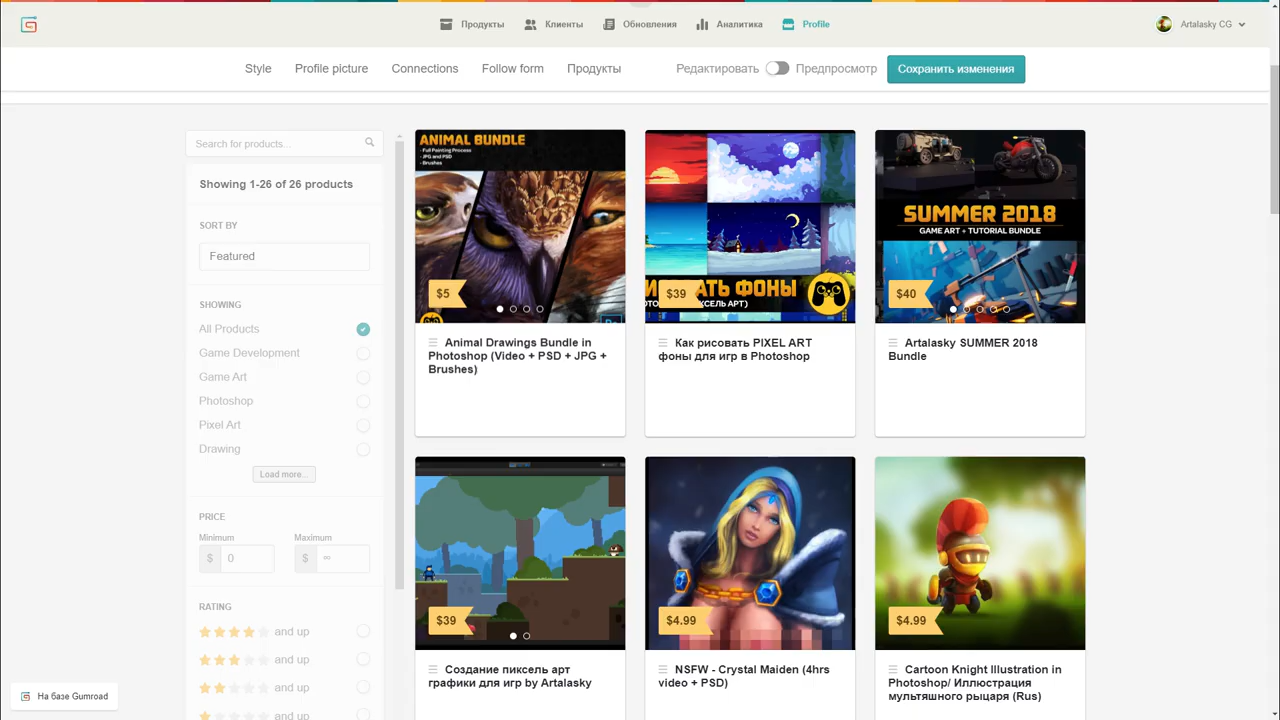 Продукты
Клиенты
Обновления
Аналитика
Profile
Artalasky CG
Style
Profile picture
Connections
Follow form
Продукты
Редактировать
Предпросмотр
Сохранить изменения
Search for products...
Showing 1-26 of 26 products
SORT BY
Featured
SHOWING
All Products
Game Development
Game Art
Photoshop
Pixel Art
Drawing
Load more...
PRICE
Minimum
Maximum
$ 0
$ ∞
RATING
and up
and up
and up
and up
На базе Gumroad
ANIMAL BUNDLE
- Full Painting Process
- JPG and PSD
- Brushes
$5
Animal Drawings Bundle in
Photoshop (Video + PSD + JPG +
Brushes)
АТЬ ФОНЫ
$39
Как рисовать PIXEL ART
фоны для игр в Photoshop
SUMMER 2018
GAME ART + TUTORIAL BUNDLE
$40
Artalasky SUMMER 2018
Bundle
$39
Создание пиксель арт
графики для игр by Artalasky
$4.99
NSFW - Crystal Maiden (4hrs
video + PSD)
$4.99
Cartoon Knight Illustration in
Photoshop/ Иллюстрация
мультяшного рыцаря (Rus)